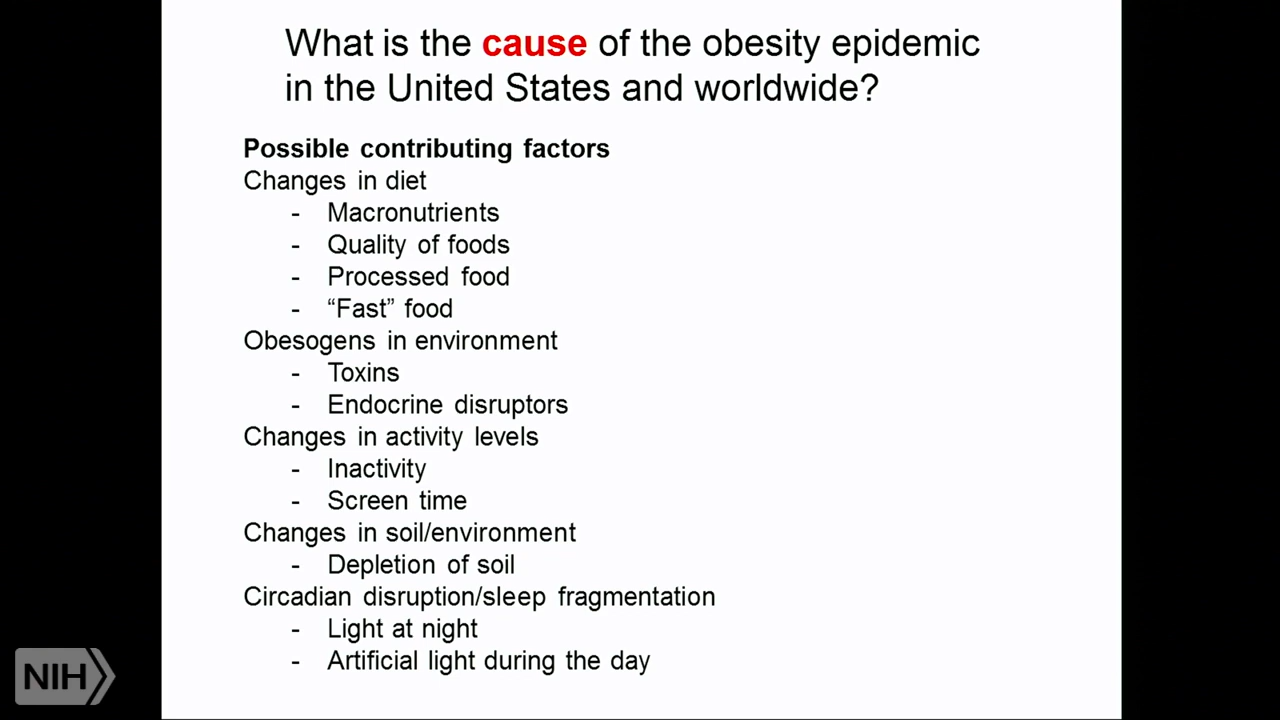 What is the cause of the obesity epidemic
in the United States and worldwide?
Possible contributing factors
Changes in diet
- Macronutrients
- Quality of foods
- Processed food
- “Fast” food
Obesogens in environment
- Toxins
- Endocrine disruptors
Changes in activity levels
- Inactivity
- Screen time
Changes in soil/environment
- Depletion of soil
Circadian disruption/sleep fragmentation
- Light at night
- Artificial light during the day
NIH